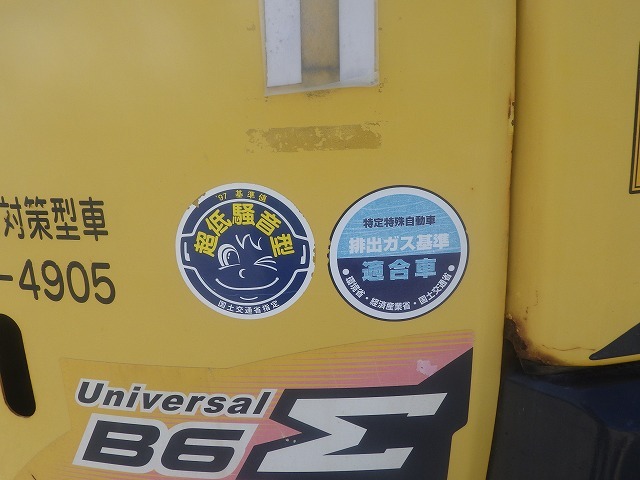 対策型車
-4905
'97 基準値
超低騒音型
国土交通省指定
特定特殊自動車
排出ガス基準
適合車
●環境省・経済産業省・国土交通省●
Universal
B6Σ